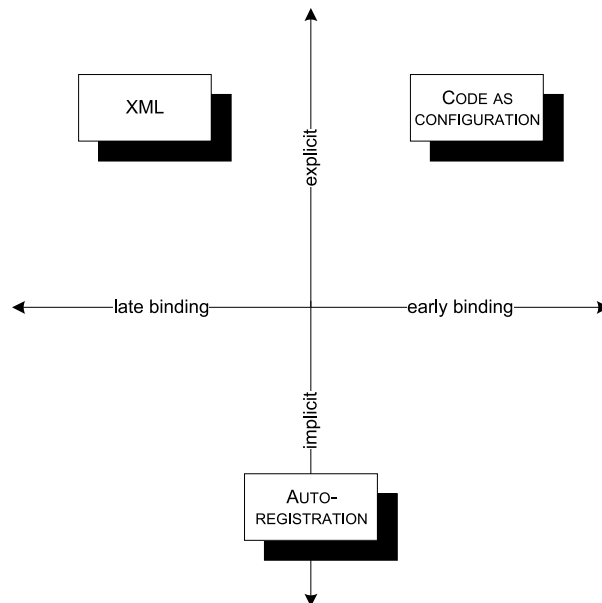 XML
CODE AS
CONFIGURATION
explicit
late binding
early binding
implicit
AUTO-
REGISTRATION